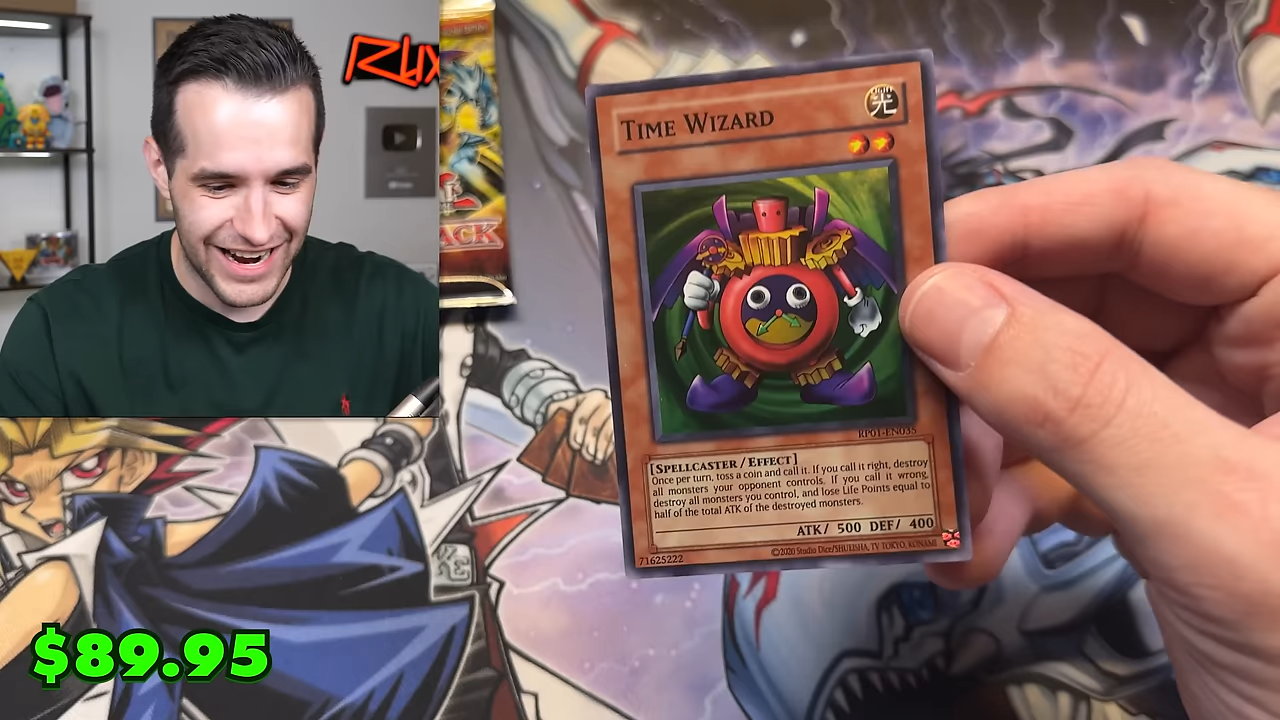 RUX
ACK
TIME WIZARD
光
RP01-EN035
[SPELLCASTER / EFFECT]
Once per turn, toss a coin and call it. If you call it right, destroy
all monsters your opponent controls. If you call it wrong,
destroy all monsters you control, and lose Life Points equal to
half of the total ATK of the destroyed monsters.
ATK/ 500 DEF/ 400
71625222
©2020 Studio Dice/SHUEISHA, TV TOKYO, KONAMI
$89.95